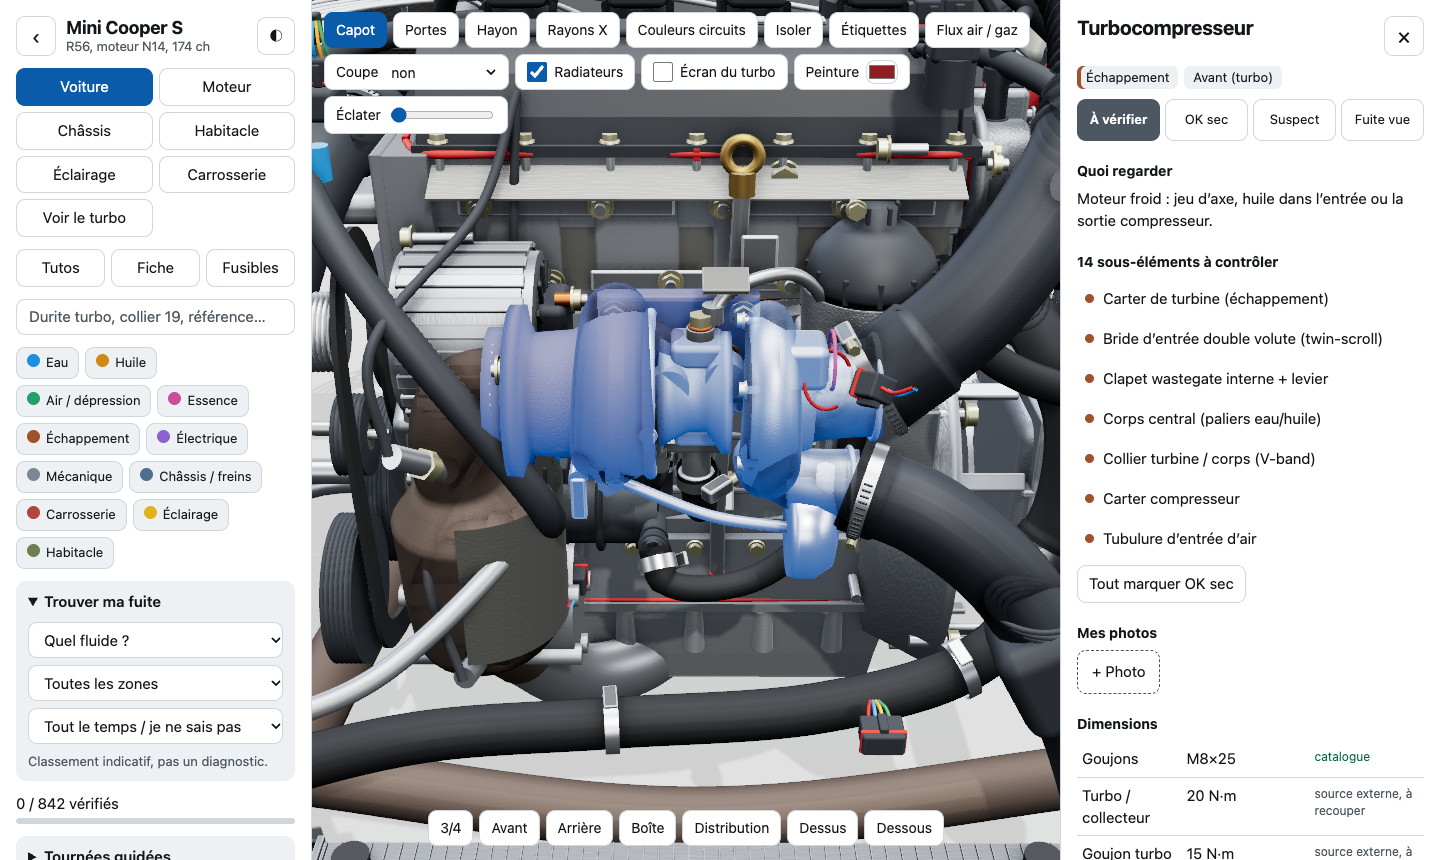 ‹
Mini Cooper S
R56, moteur N14, 174 ch
Voiture
Moteur
Châssis
Habitacle
Éclairage
Carrosserie
Voir le turbo
Tutos
Fiche
Fusibles
Durite turbo, collier 19, référence...
Eau
Huile
Air / dépression
Essence
Échappement
Électrique
Mécanique
Châssis / freins
Carrosserie
Éclairage
Habitacle
▼ Trouver ma fuite
Quel fluide ?
Toutes les zones
Tout le temps / je ne sais pas
Classement indicatif, pas un diagnostic.
0 / 842 vérifiés
▶ Tournées guidées
Capot
Portes
Hayon
Rayons X
Couleurs circuits
Isoler
Étiquettes
Flux air / gaz
Coupe non
Radiateurs
Écran du turbo
Peinture
Éclater
3/4
Avant
Arrière
Boîte
Distribution
Dessus
Dessous
Turbocompresseur
✕
Échappement
Avant (turbo)
À vérifier
OK sec
Suspect
Fuite vue
Quoi regarder
Moteur froid : jeu d’axe, huile dans l’entrée ou la
sortie compresseur.
14 sous-éléments à contrôler
Carter de turbine (échappement)
Bride d’entrée double volute (twin-scroll)
Clapet wastegate interne + levier
Corps central (paliers eau/huile)
Collier turbine / corps (V-band)
Carter compresseur
Tubulure d’entrée d’air
Tout marquer OK sec
Mes photos
+ Photo
Dimensions
Goujons M8×25 catalogue
Turbo / collecteur 20 N·m source externe, à recouper
Goujon turbo 15 N·m source externe, à